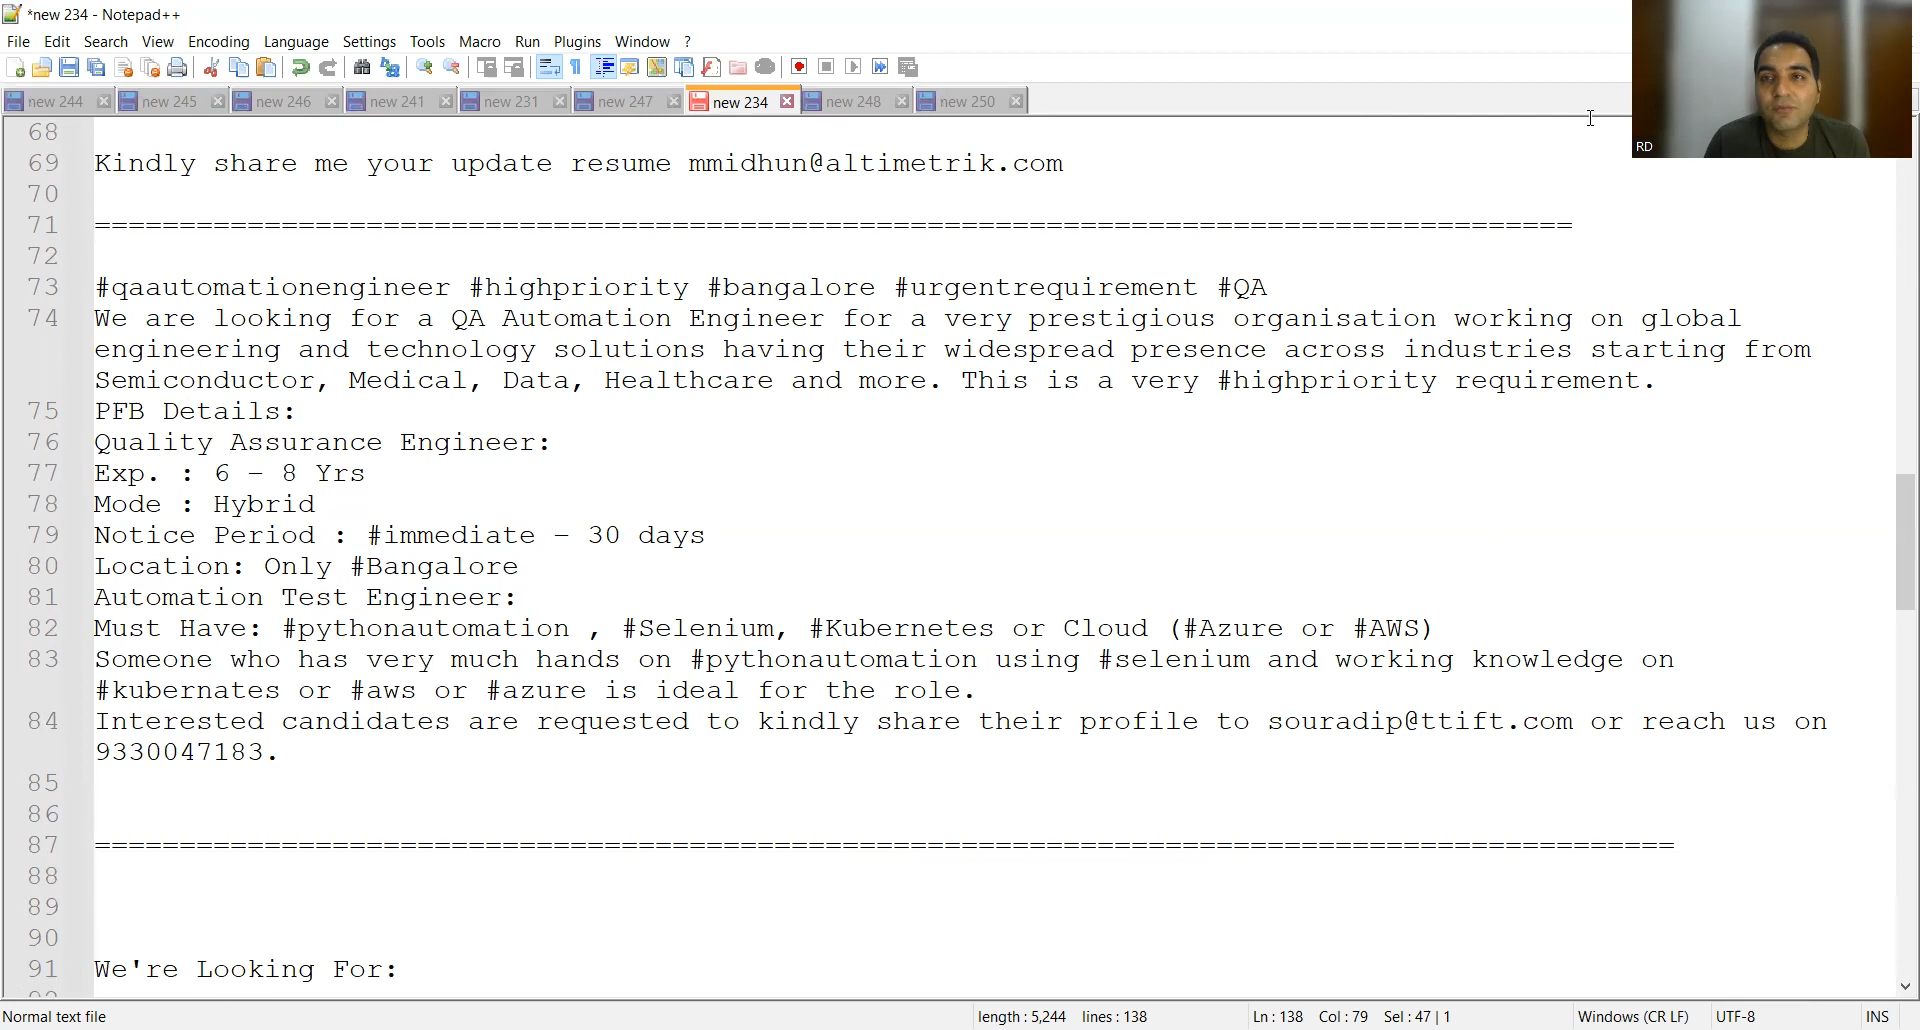 *new 234 - Notepad++
File Edit Search View Encoding Language Settings Tools Macro Run Plugins Window ?
new 244 new 245 new 246 new 241 new 231 new 247 new 234 new 248 new 250
RD
68
69 Kindly share me your update resume mmidhun@altimetrik.com
70
71 =======================================================================================
72
73 #qaautomationengineer #highpriority #bangalore #urgentrequirement #QA
74 We are looking for a QA Automation Engineer for a very prestigious organisation working on global
engineering and technology solutions having their widespread presence across industries starting from
Semiconductor, Medical, Data, Healthcare and more. This is a very #highpriority requirement.
75 PFB Details:
76 Quality Assurance Engineer:
77 Exp. : 6 – 8 Yrs
78 Mode : Hybrid
79 Notice Period : #immediate – 30 days
80 Location: Only #Bangalore
81 Automation Test Engineer:
82 Must Have: #pythonautomation , #Selenium, #Kubernetes or Cloud (#Azure or #AWS)
83 Someone who has very much hands on #pythonautomation using #selenium and working knowledge on
#kubernates or #aws or #azure is ideal for the role.
84 Interested candidates are requested to kindly share their profile to souradip@ttift.com or reach us on
9330047183.
85
86
87 =============================================================================================
88
89
90
91 We're Looking For:
Normal text file length : 5,244 lines : 138 Ln : 138 Col : 79 Sel : 47 | 1 Windows (CR LF) UTF-8 INS